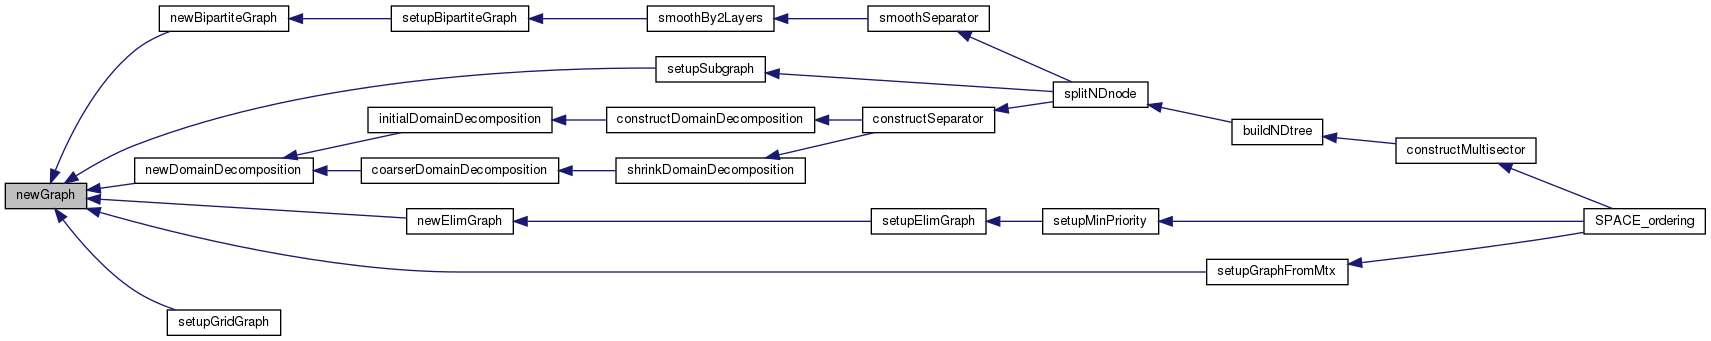 newBipartiteGraph
setupBipartiteGraph
smoothBy2Layers
smoothSeparator
setupSubgraph
splitNDnode
initialDomainDecomposition
constructDomainDecomposition
constructSeparator
buildNDtree
constructMultisector
newDomainDecomposition
coarserDomainDecomposition
shrinkDomainDecomposition
newGraph
newElimGraph
setupElimGraph
setupMinPriority
SPACE_ordering
setupGraphFromMtx
setupGridGraph